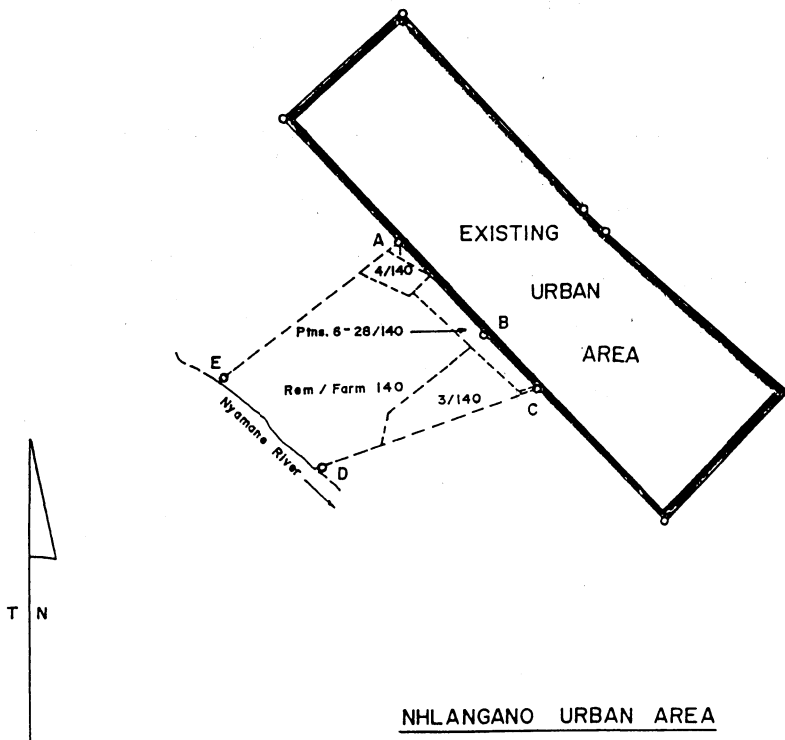 A
EXISTING
URBAN
AREA
4/140
Ptns. 6-28/140
B
E
Rem / Farm 140
3/140
C
Nyamane River
D
T N
NHLANGANO URBAN AREA